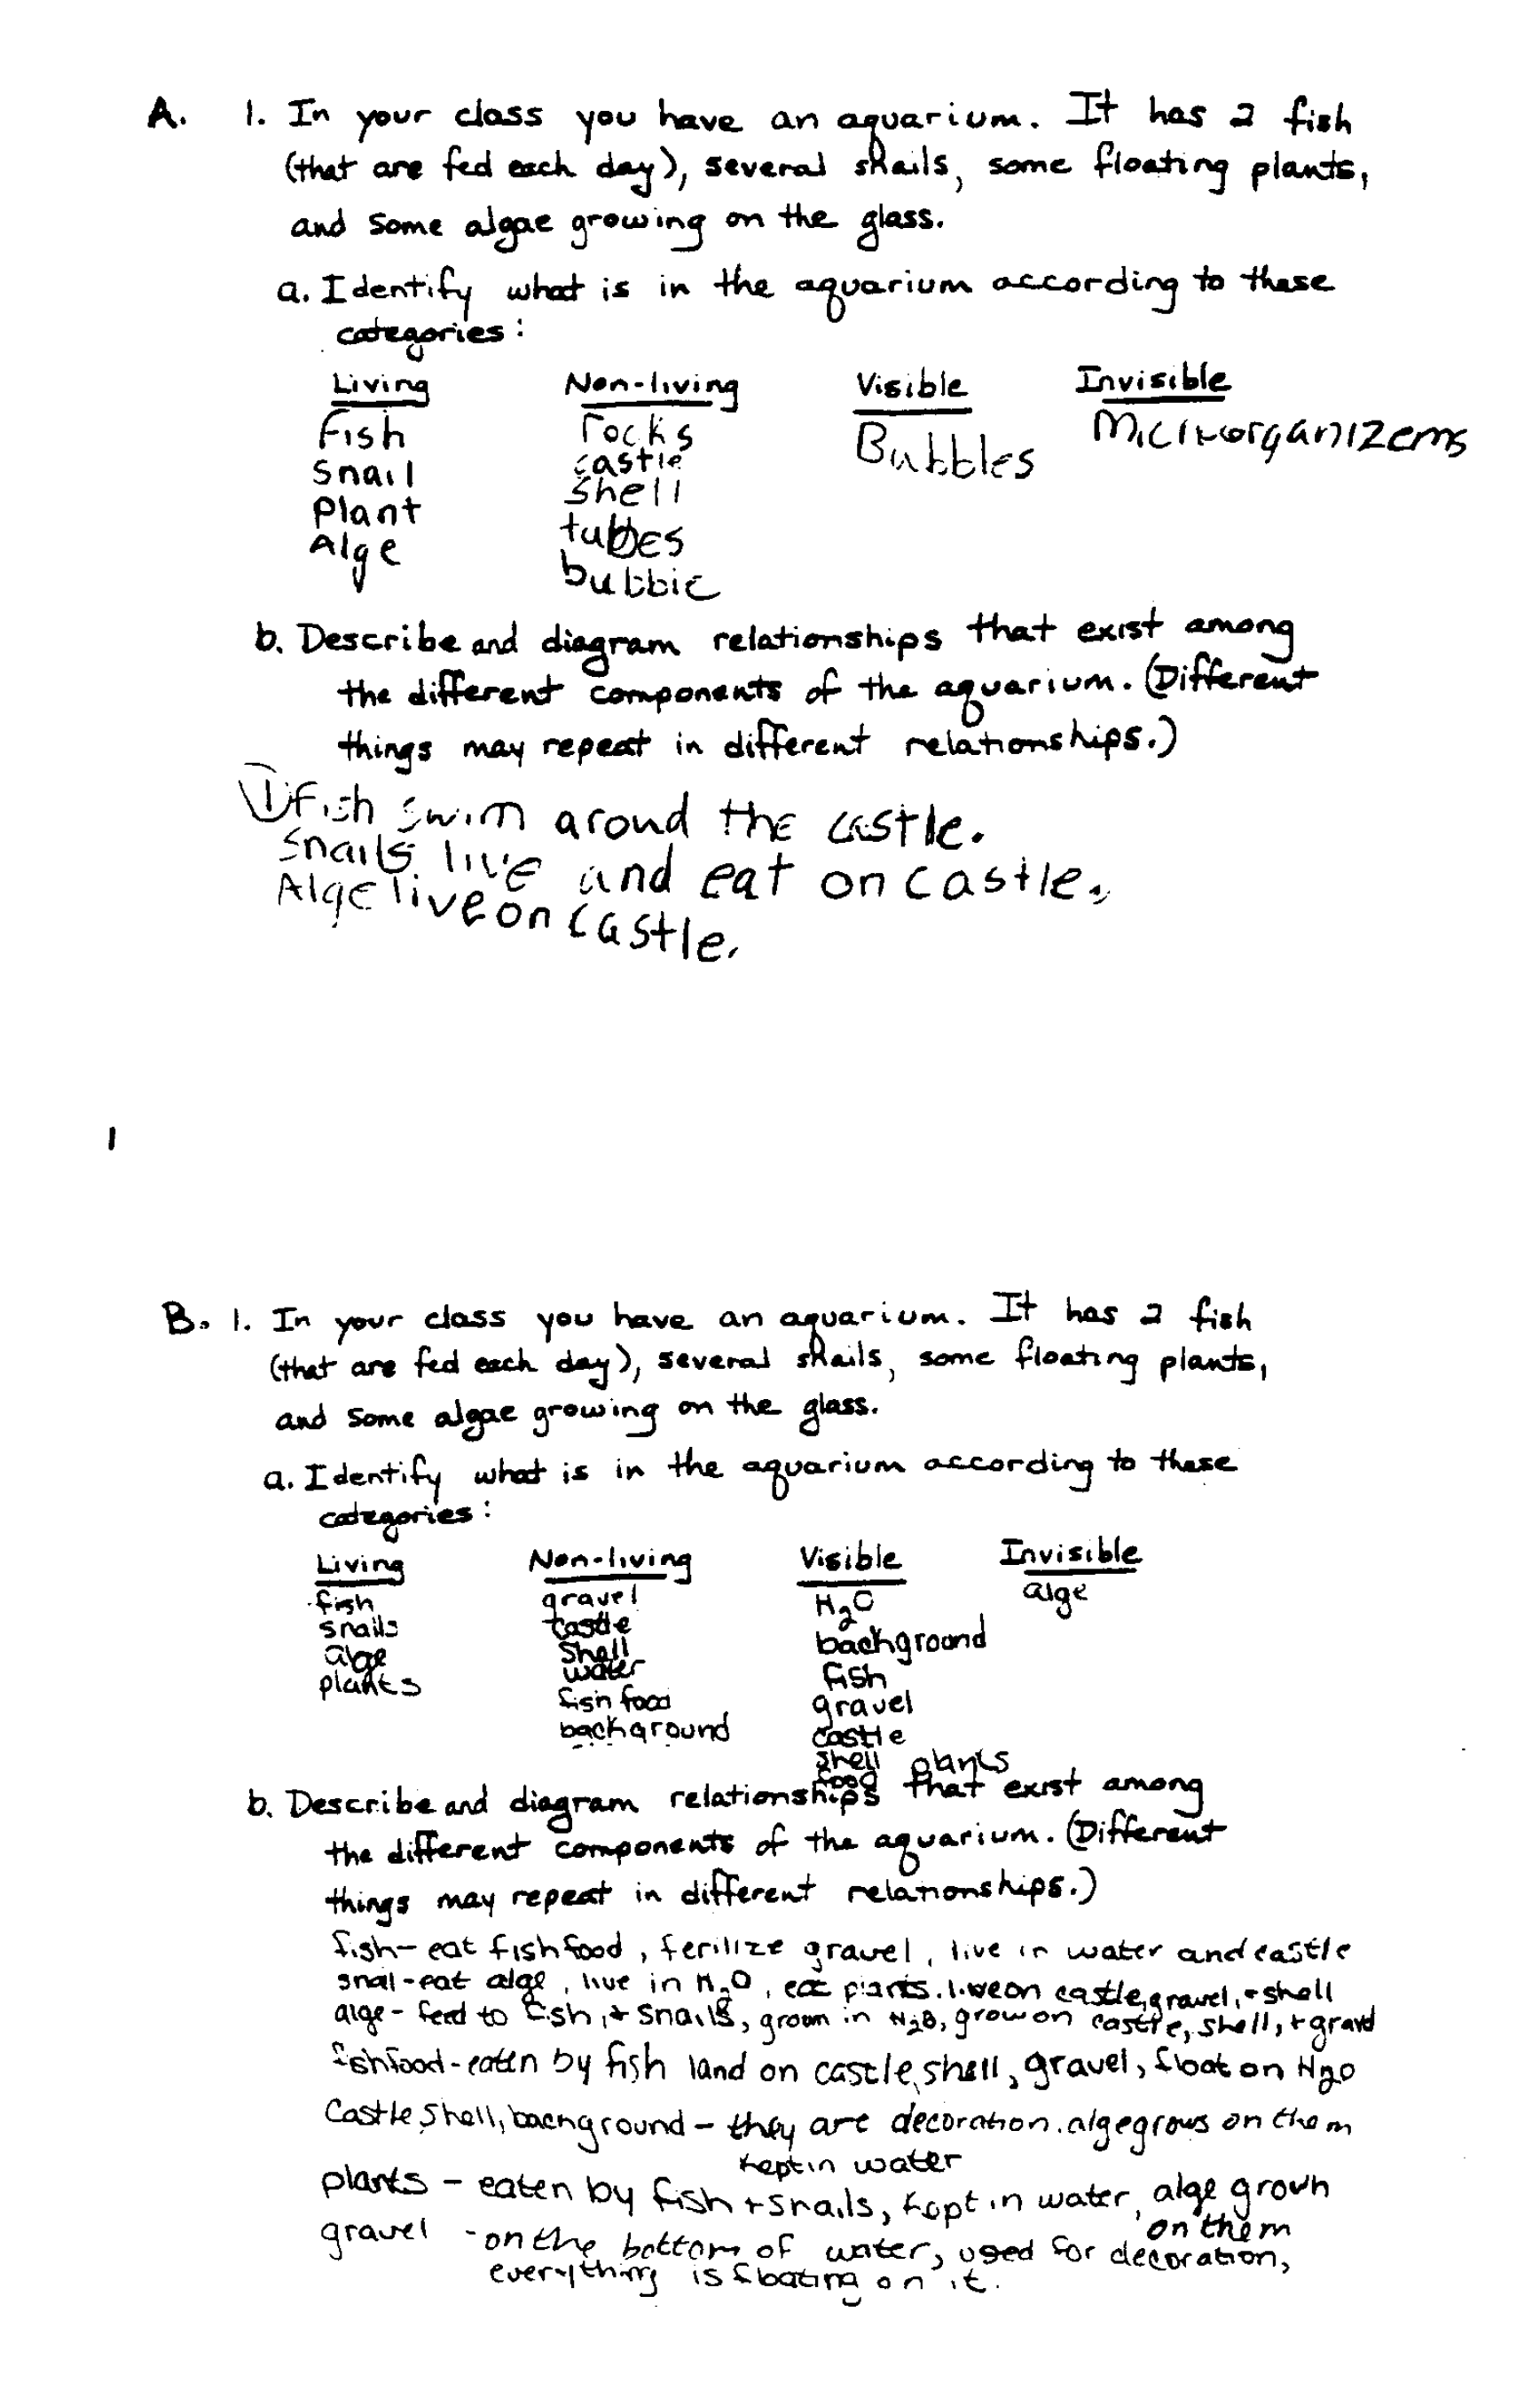 A. 1. In your class you have an aquarium. It has 2 fish
(that are fed each day), several snails, some floating plants,
and some algae growing on the glass.
a. Identify what is in the aquarium according to these
categories:
Living Non-living Visible Invisible
Fish rocks Bubbles
Snail castle
Plant Shell
Alge tubes
bubble
b. Describe and diagram relationships that exist among
the different components of the aquarium. (Different
things may repeat in different relationships.)
① fish swim arond the castle.
Snails live and eat on castle.
Alge live on castle.
1
B. 1. In your class you have an aquarium. It has 2 fish
(that are fed each day), several snails, some floating plants,
and some algae growing on the glass.
a. Identify what is in the aquarium according to these
categories:
Living Non-living Visible Invisible
fish gravel H2O alge
snails castle background
alge shell fish
plants water gravel
fish food castle
background shell plants
food
b. Describe and diagram relationships that exist among
the different components of the aquarium. (Different
things may repeat in different relationships.)
fish - eat fish food, ferilize gravel, live in water and castle
snail - eat alge, live in H2O, eat plants. live on castle, gravel, + shell
alge - feed to fish, + snails, grown in H2O, grow on castle, shell, + gravel
fishfood - eaten by fish land on castle, shell, gravel, float on H2O
Castle, shell, background - they are decoration. alge grows on them
kept in water
plants - eaten by fish + snails, kept in water, alge grown
on them
gravel - on the bottom of water, used for decoration,
everything is floating on it.